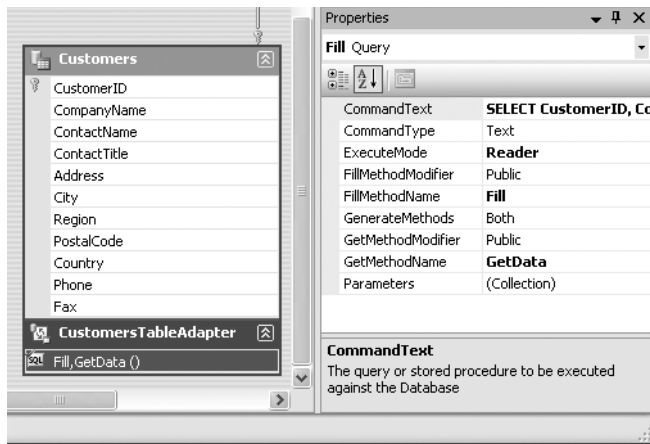 Customers
CustomerID
CompanyName
ContactName
ContactTitle
Address
City
Region
PostalCode
Country
Phone
Fax
CustomersTableAdapter
SQL Fill,GetData ()
Properties
Fill Query
CommandText SELECT CustomerID, Co
CommandType Text
ExecuteMode Reader
FillMethodModifier Public
FillMethodName Fill
GenerateMethods Both
GetMethodModifier Public
GetMethodName GetData
Parameters (Collection)
CommandText
The query or stored procedure to be executed
against the Database